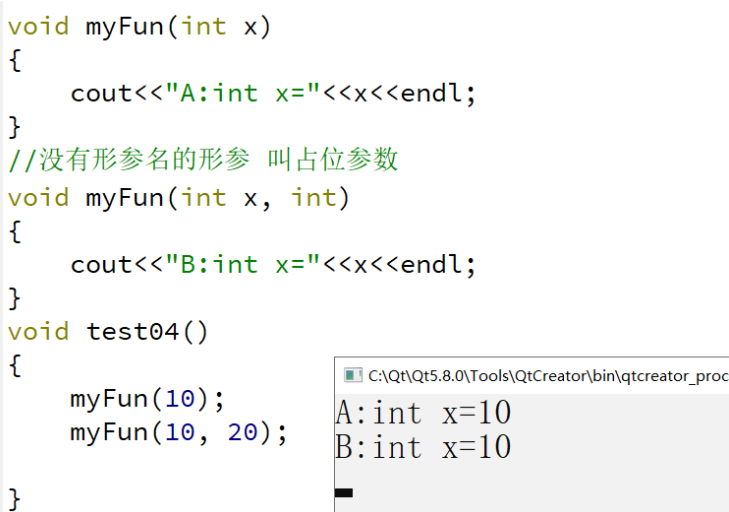 void myFun(int x)
{
    cout<<"A:int x="<<x<<endl;
}
//没有形参名的形参 叫占位参数
void myFun(int x, int)
{
    cout<<"B:int x="<<x<<endl;
}
void test04()
{
    myFun(10);
    myFun(10, 20);
}
C:\Qt\Qt5.8.0\Tools\QtCreator\bin\qtcreator_proc
A:int x=10
B:int x=10